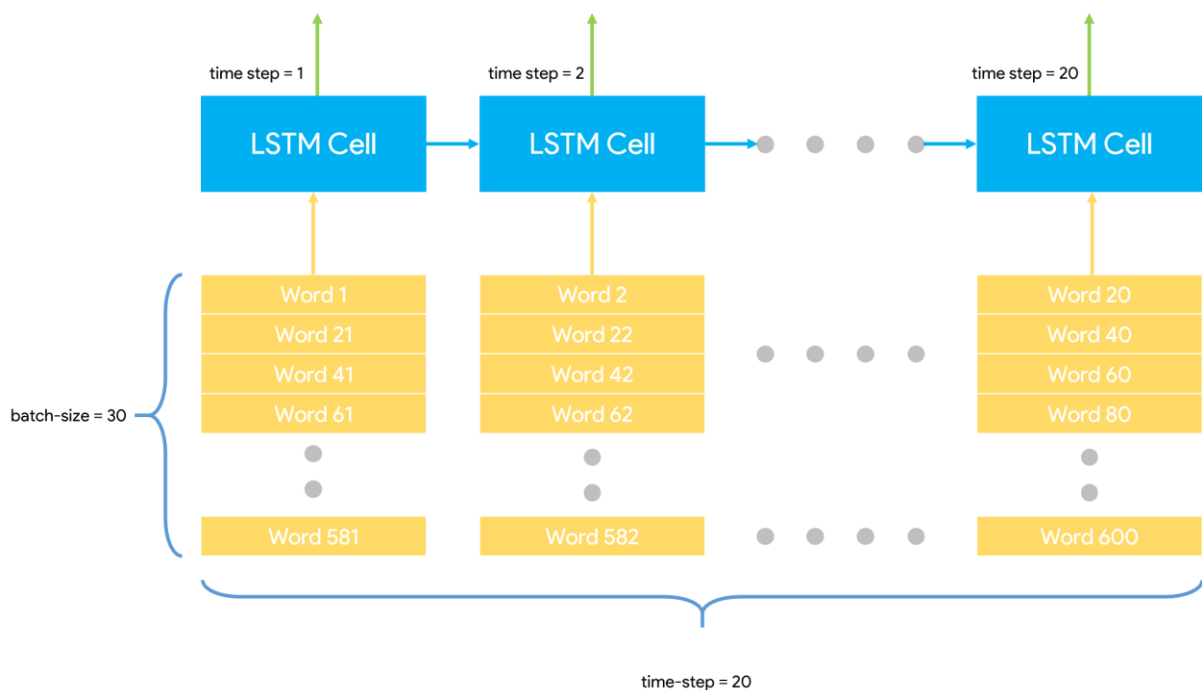 time step = 1
time step = 2
time step = 20
LSTM Cell
LSTM Cell
LSTM Cell
Word 1
Word 2
Word 20
Word 21
Word 22
Word 40
Word 41
Word 42
Word 60
Word 61
Word 62
Word 80
batch-size = 30
Word 581
Word 582
Word 600
time-step = 20